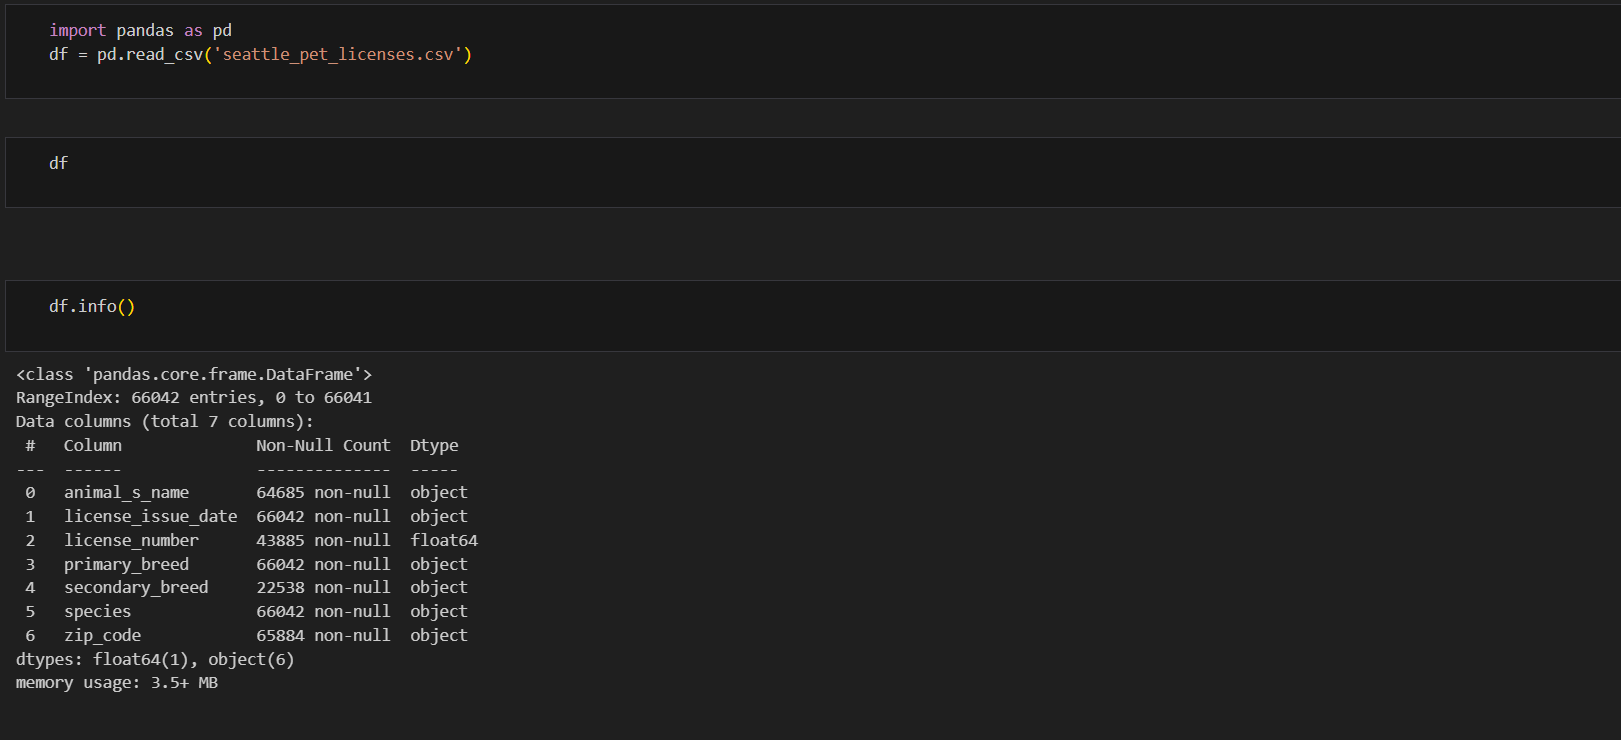 import pandas as pd
df = pd.read_csv('seattle_pet_licenses.csv')
df
df.info()
<class 'pandas.core.frame.DataFrame'>
RangeIndex: 66042 entries, 0 to 66041
Data columns (total 7 columns):
 #   Column              Non-Null Count  Dtype
---  ------              --------------  -----
 0   animal_s_name       64685 non-null  object
 1   license_issue_date  66042 non-null  object
 2   license_number      43885 non-null  float64
 3   primary_breed       66042 non-null  object
 4   secondary_breed     22538 non-null  object
 5   species             66042 non-null  object
 6   zip_code            65884 non-null  object
dtypes: float64(1), object(6)
memory usage: 3.5+ MB